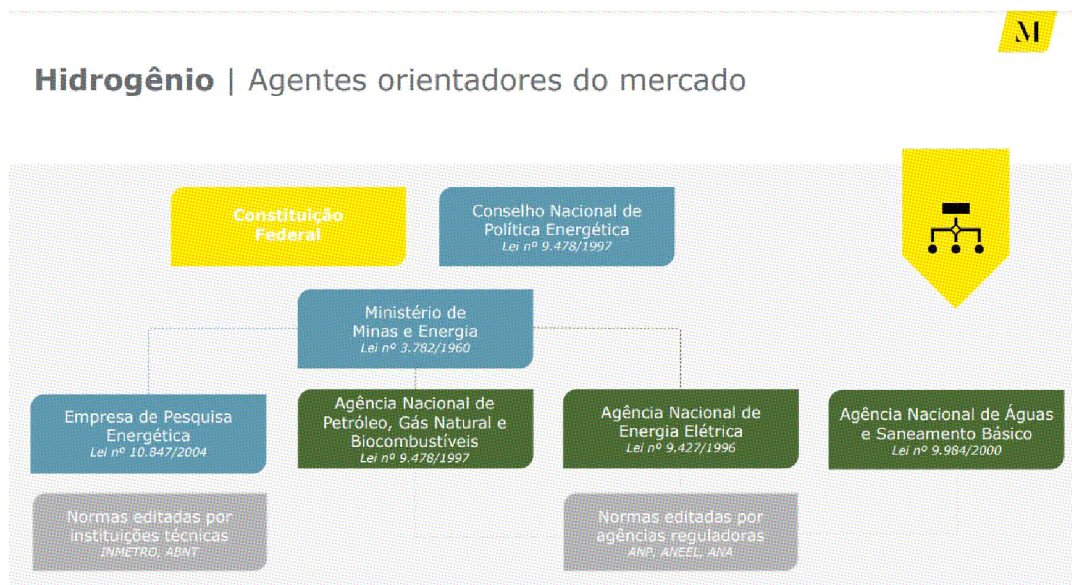 M
Hidrogênio | Agentes orientadores do mercado
Constituição
Federal
Conselho Nacional de
Política Energética
Lei nº 9.478/1997
Ministério de
Minas e Energia
Lei nº 3.782/1960
Empresa de Pesquisa
Energética
Lei nº 10.847/2004
Agência Nacional de
Petróleo, Gás Natural e
Biocombustíveis
Lei nº 9.478/1997
Agência Nacional de
Energia Elétrica
Lei nº 9.427/1996
Agência Nacional de Águas
e Saneamento Básico
Lei nº 9.984/2000
Normas editadas por
instituições técnicas
INMETRO, ABNT
Normas editadas por
agências reguladoras
ANP, ANEEL, ANA